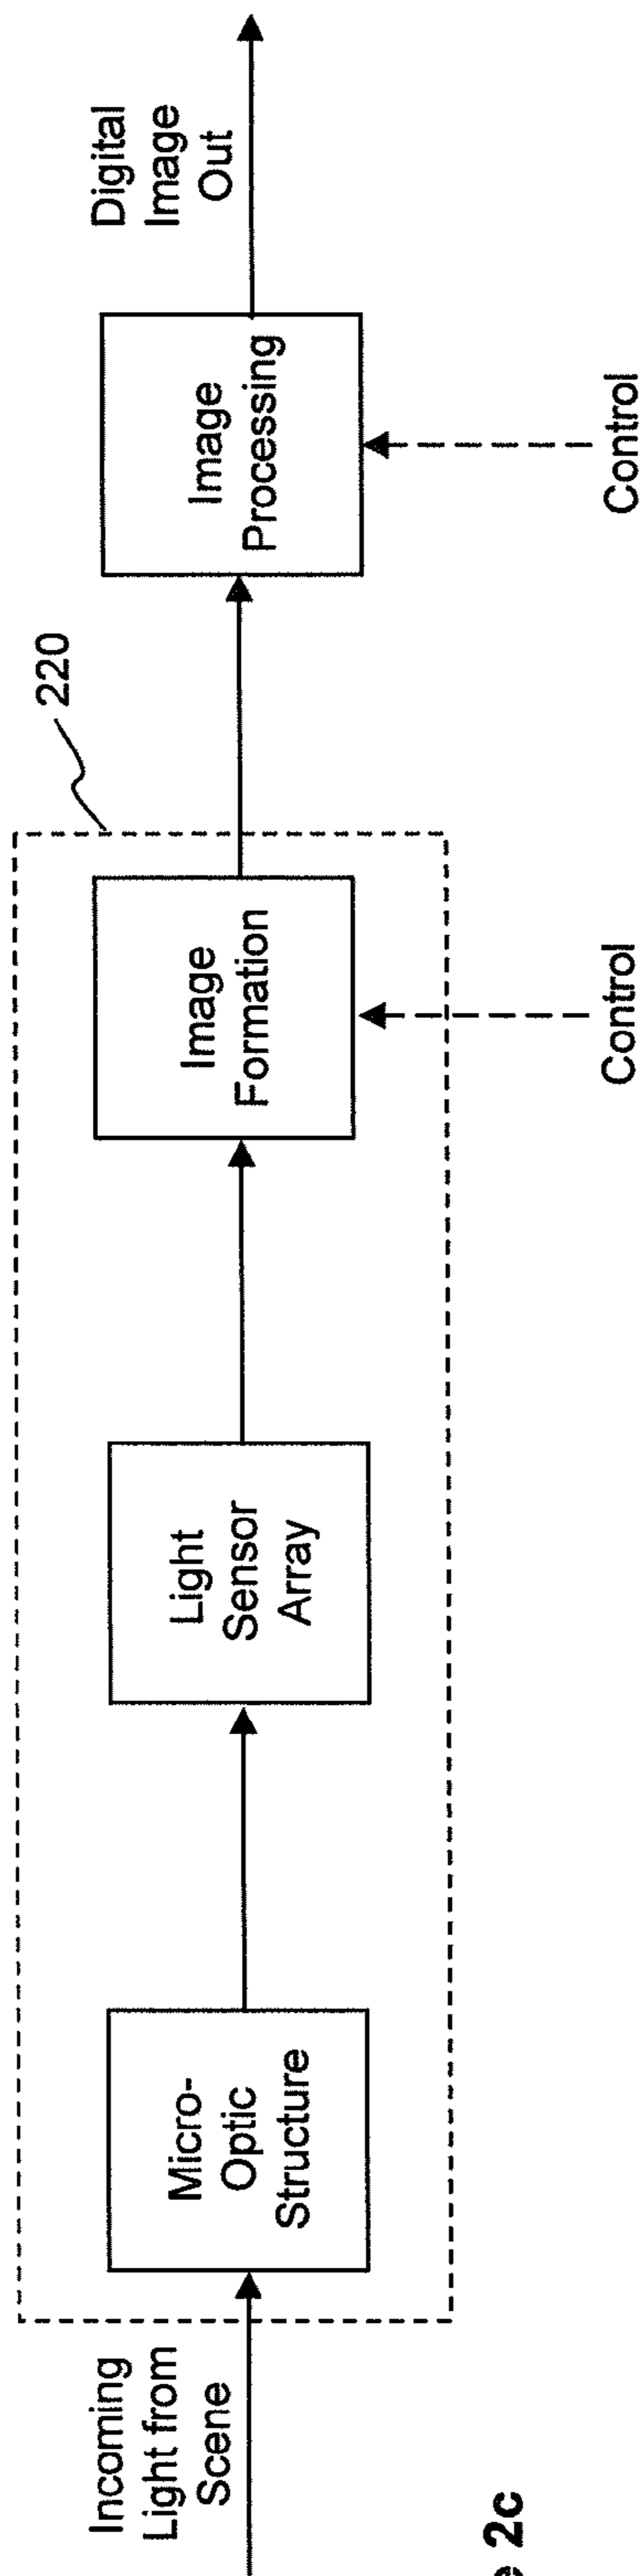 Incoming
Light from
Scene
Micro-
Optic
Structure
Light
Sensor
Array
Image
Formation
Control
220
Image
Processing
Control
Digital
Image
Out
2c